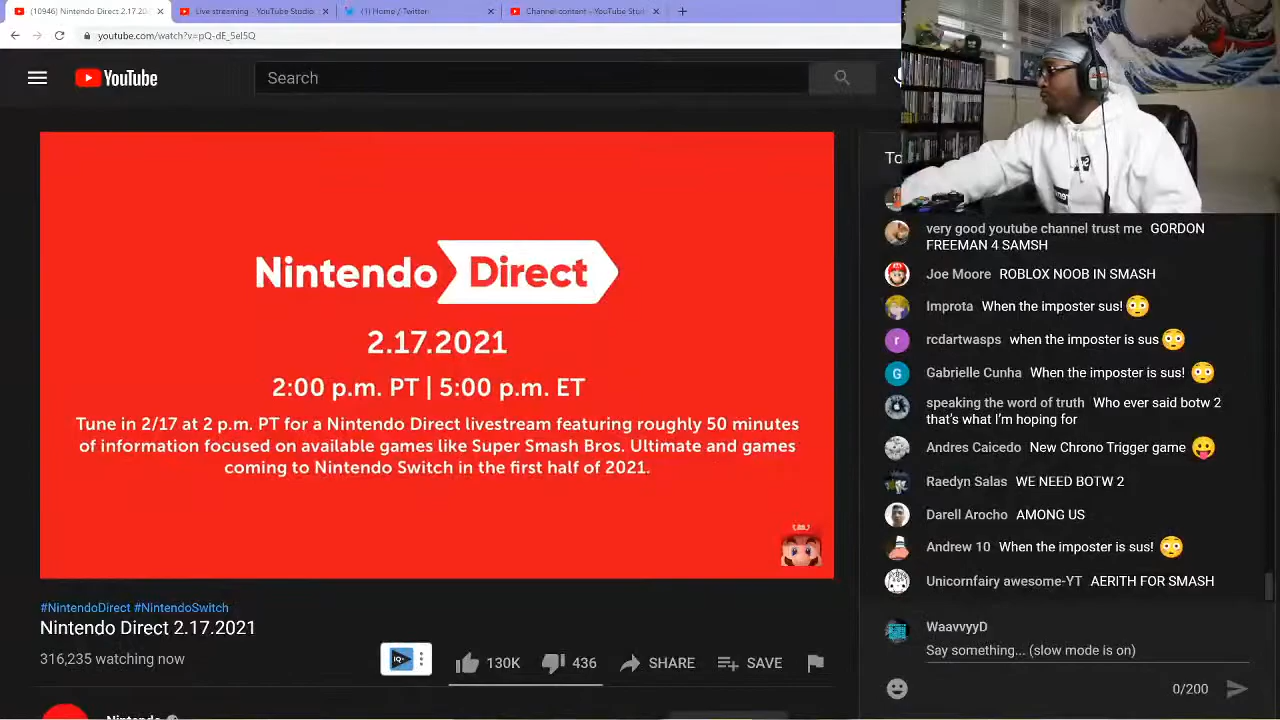 (10946) Nintendo Direct 2.17.20
Live streaming - YouTube Studio
(1) Home / Twitter
Channel content - YouTube Stud
youtube.com/watch?v=pQ-dE_5eI5Q
YouTube
Search
To
Nintendo Direct
2.17.2021
2:00 p.m. PT | 5:00 p.m. ET
Tune in 2/17 at 2 p.m. PT for a Nintendo Direct livestream featuring roughly 50 minutes
of information focused on available games like Super Smash Bros. Ultimate and games
coming to Nintendo Switch in the first half of 2021.
#NintendoDirect #NintendoSwitch
Nintendo Direct 2.17.2021
316,235 watching now
IQ
130K
436
SHARE
SAVE
Nintendo
very good youtube channel trust me GORDON
FREEMAN 4 SAMSH
Joe Moore ROBLOX NOOB IN SMASH
Improta When the imposter sus! 😳
rcdartwasps when the imposter is sus 😳
Gabrielle Cunha When the imposter is sus! 😳
speaking the word of truth Who ever said botw 2
that's what I'm hoping for
Andres Caicedo New Chrono Trigger game 😛
Raedyn Salas WE NEED BOTW 2
Darell Arocho AMONG US
Andrew 10 When the imposter is sus! 😳
Unicornfairy awesome-YT AERITH FOR SMASH
WaavvyyD
Say something... (slow mode is on)
0/200